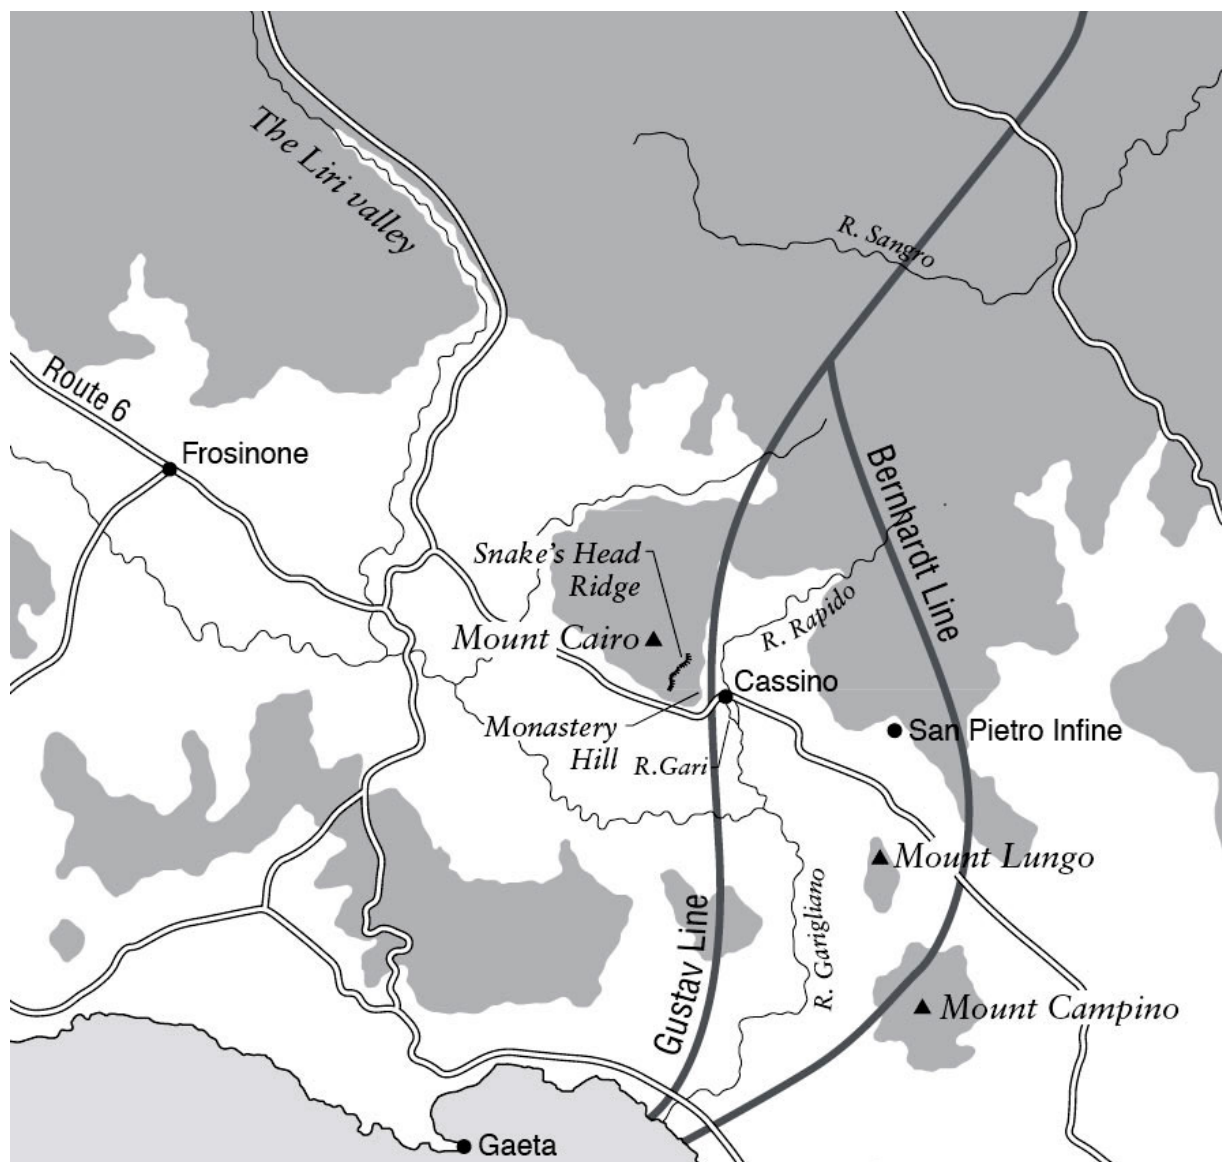 The Liri valley
R. Sangro
Route 6
Frosinone
Bernhardt Line
Snake's Head
Ridge
R. Rapido
Mount Cairo
Cassino
Monastery
Hill
R.Gari
San Pietro Infine
Mount Lungo
R. Garigliano
Gustav Line
Mount Campino
Gaeta